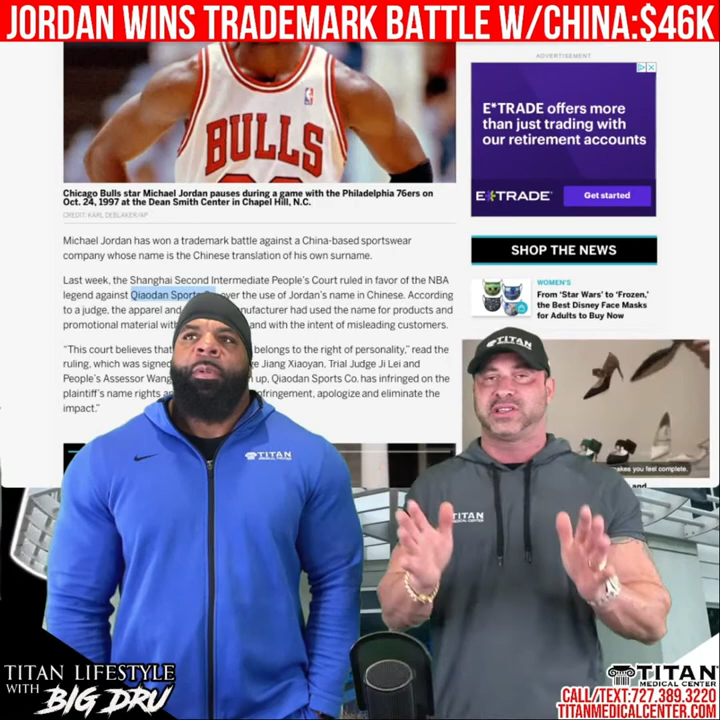 JORDAN WINS TRADEMARK BATTLE W/CHINA:$46K
ADVERTISEMENT
BULLS
E*TRADE offers more
than just trading with
our retirement accounts
E*TRADE
Get started
Chicago Bulls star Michael Jordan pauses during a game with the Philadelphia 76ers on
Oct. 24, 1997 at the Dean Smith Center in Chapel Hill, N.C.
CREDIT: KARL DEBLAKER/AP
SHOP THE NEWS
Michael Jordan has won a trademark battle against a China-based sportswear
company whose name is the Chinese translation of his own surname.
WOMEN'S
From 'Star Wars' to 'Frozen,'
the Best Disney Face Masks
for Adults to Buy Now
Last week, the Shanghai Second Intermediate People's Court ruled in favor of the NBA
legend against Qiaodan Sports over the use of Jordan's name in Chinese. According
to a judge, the apparel and had used the name for products and
promotional material and with the intent of misleading customers.
"This court believes that belongs to the right of personality," read the
ruling, which was signed Jiang Xiaoyan, Trial Judge Ji Lei and
People's Assessor Wang up, Qiaodan Sports Co. has infringed on the
plaintiff's name rights apologize and eliminate the
impact."
makes you feel complete.
and
TITAN
TITAN
TITAN
MEDICAL CENTER
TITAN LIFESTYLE
WITH BIG DRU
TITAN
MEDICAL CENTER
CALL/TEXT:727.389.3220
TITANMEDICALCENTER.COM